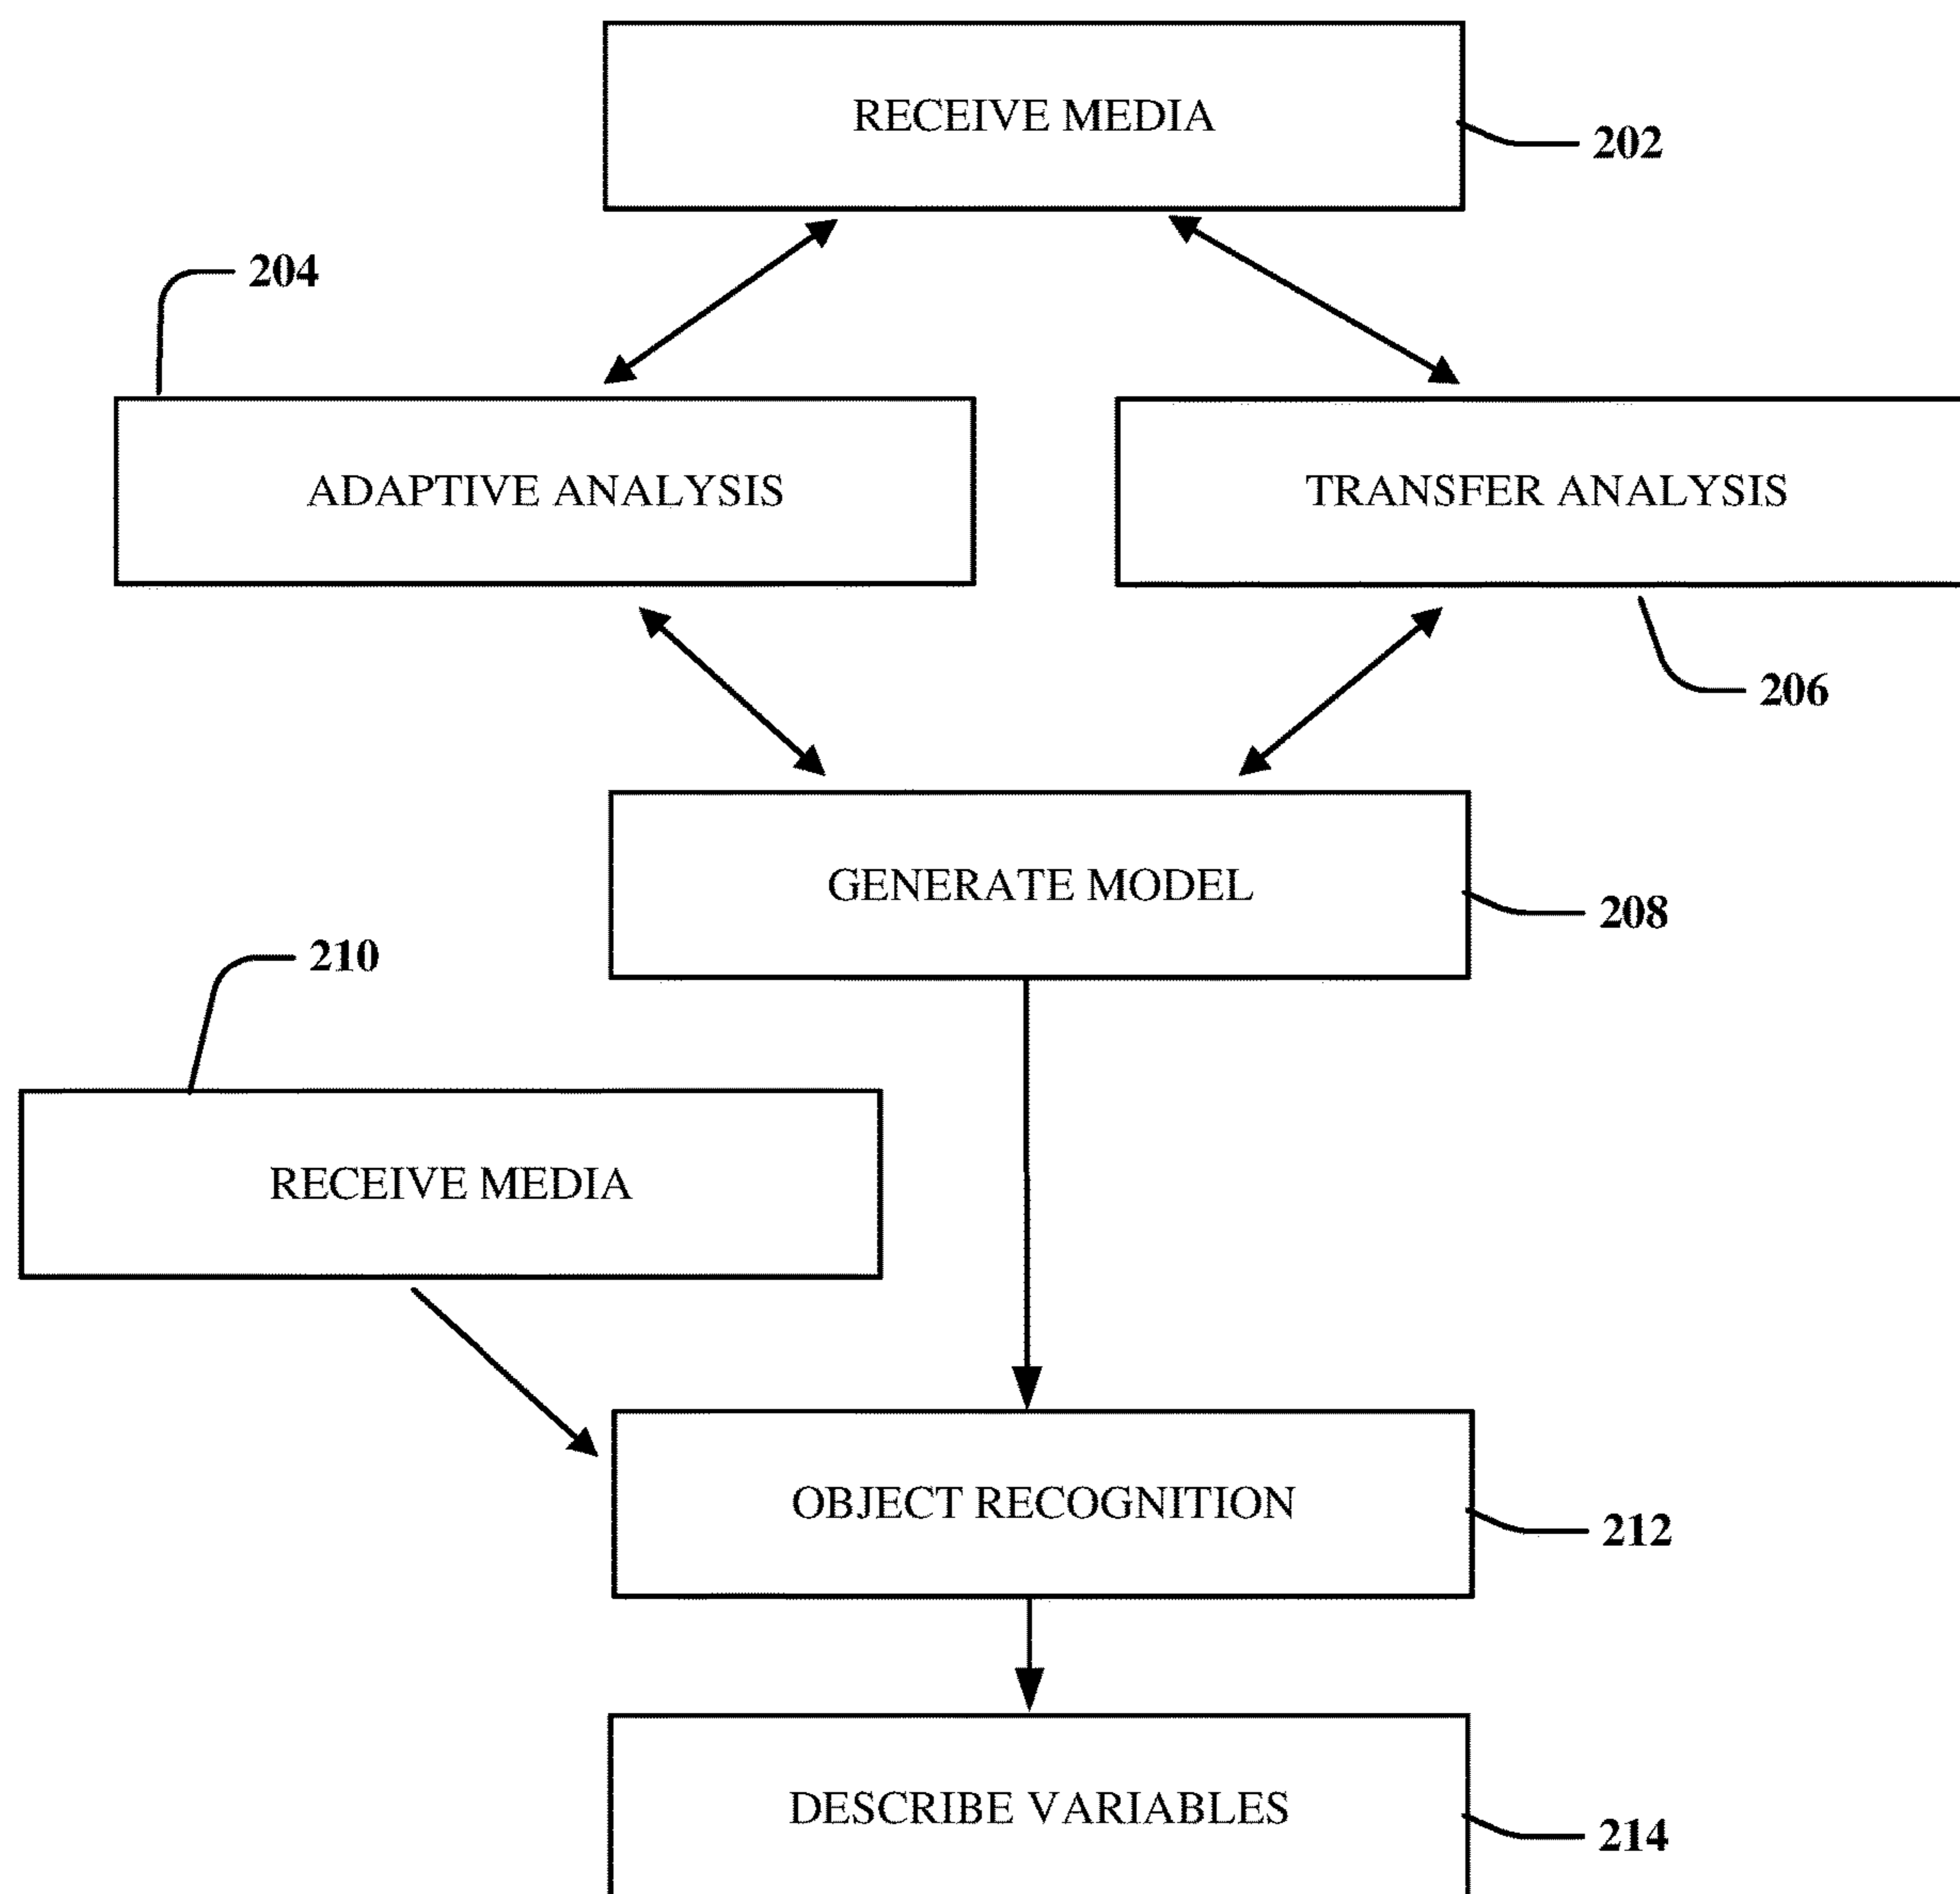 RECEIVE MEDIA
202
204
ADAPTIVE ANALYSIS
TRANSFER ANALYSIS
206
GENERATE MODEL
208
210
RECEIVE MEDIA
OBJECT RECOGNITION
212
DESCRIBE VARIABLES
214